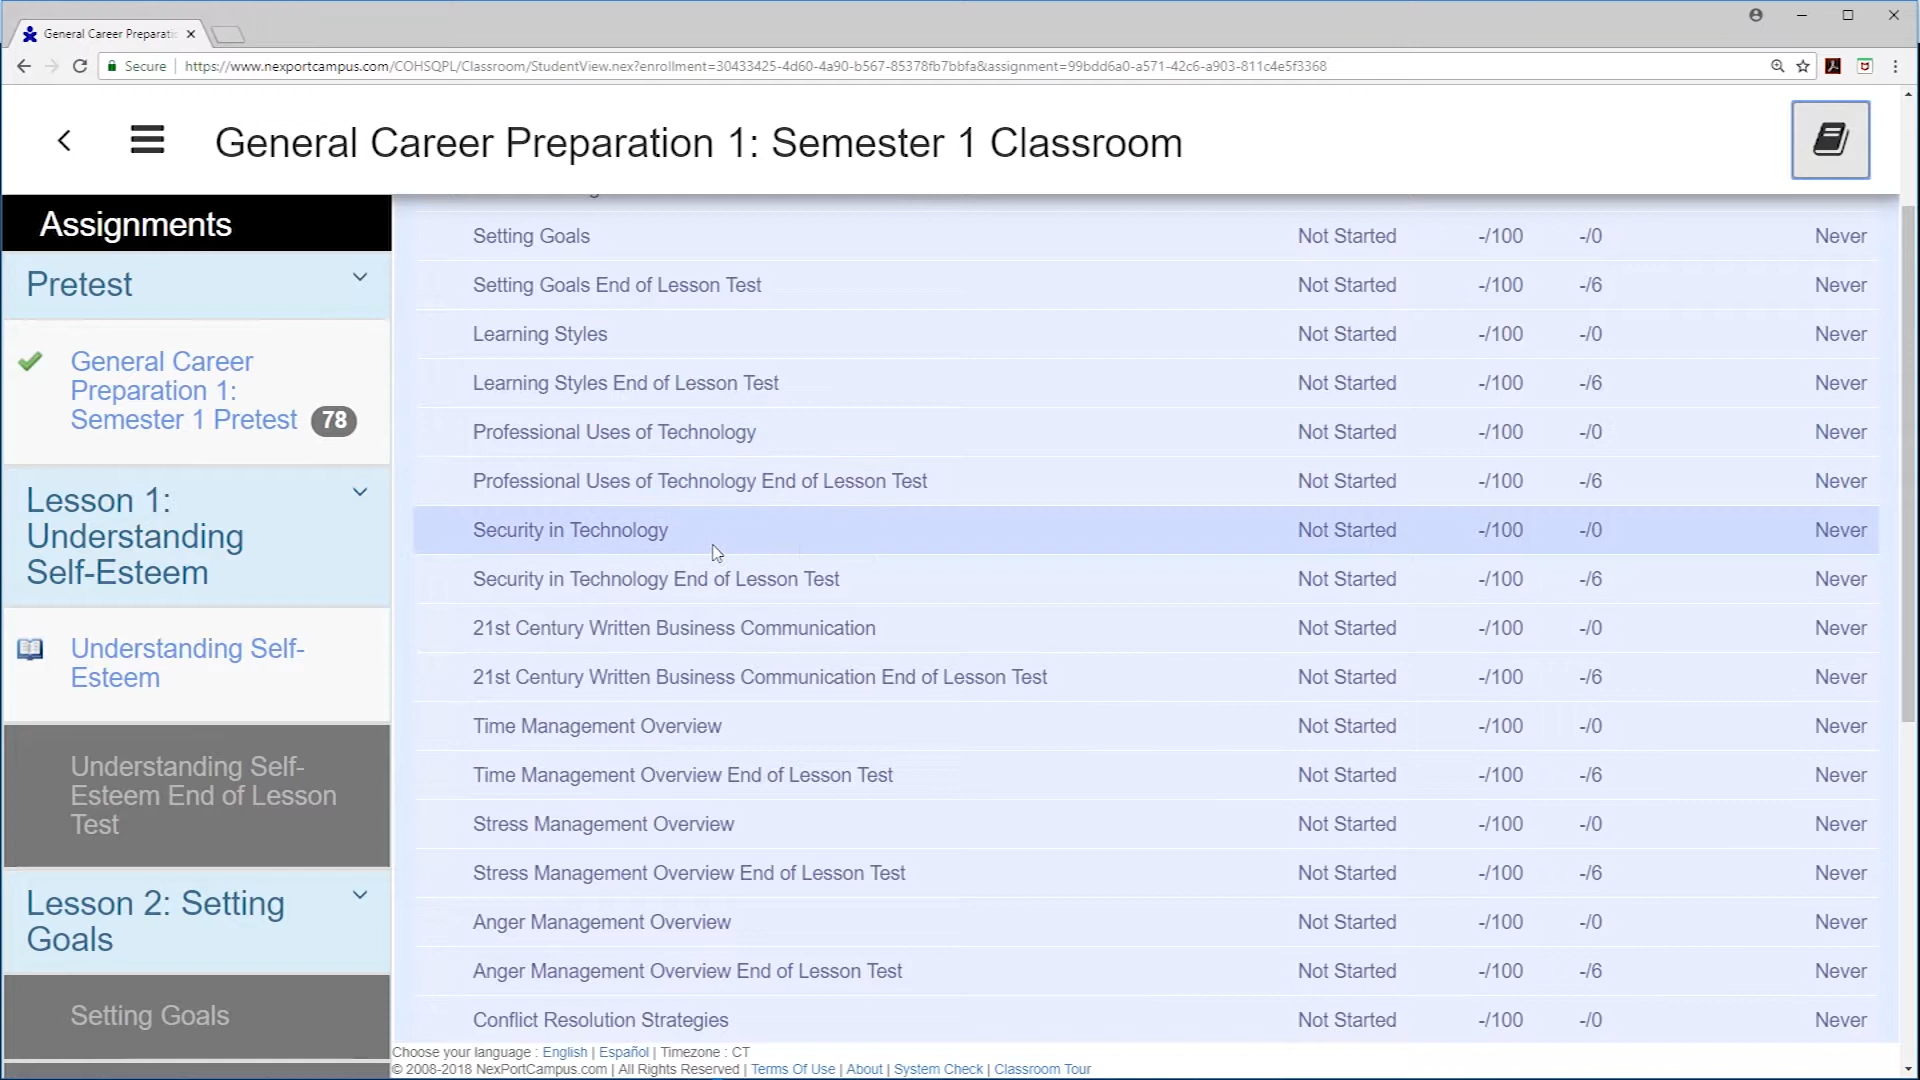 General Career Preparati
Secure
https://www.nexportcampus.com/COHSQPL/Classroom/StudentView.nex?enrollment=30433425-4d60-4a90-b567-85378fb7bbfa&assignment=99bdd6a0-a571-42c6-a903-811c4e5f3368
General Career Preparation 1: Semester 1 Classroom
Assignments
Pretest
General Career
Preparation 1:
Semester 1 Pretest 78
Lesson 1:
Understanding
Self-Esteem
Understanding Self-
Esteem
Understanding Self-
Esteem End of Lesson
Test
Lesson 2: Setting
Goals
Setting Goals
Setting Goals Not Started -/100 -/0 Never
Setting Goals End of Lesson Test Not Started -/100 -/6 Never
Learning Styles Not Started -/100 -/0 Never
Learning Styles End of Lesson Test Not Started -/100 -/6 Never
Professional Uses of Technology Not Started -/100 -/0 Never
Professional Uses of Technology End of Lesson Test Not Started -/100 -/6 Never
Security in Technology Not Started -/100 -/0 Never
Security in Technology End of Lesson Test Not Started -/100 -/6 Never
21st Century Written Business Communication Not Started -/100 -/0 Never
21st Century Written Business Communication End of Lesson Test Not Started -/100 -/6 Never
Time Management Overview Not Started -/100 -/0 Never
Time Management Overview End of Lesson Test Not Started -/100 -/6 Never
Stress Management Overview Not Started -/100 -/0 Never
Stress Management Overview End of Lesson Test Not Started -/100 -/6 Never
Anger Management Overview Not Started -/100 -/0 Never
Anger Management Overview End of Lesson Test Not Started -/100 -/6 Never
Conflict Resolution Strategies Not Started -/100 -/0 Never
Choose your language : English | Español | Timezone : CT
© 2008-2018 NexPortCampus.com | All Rights Reserved | Terms Of Use | About | System Check | Classroom Tour